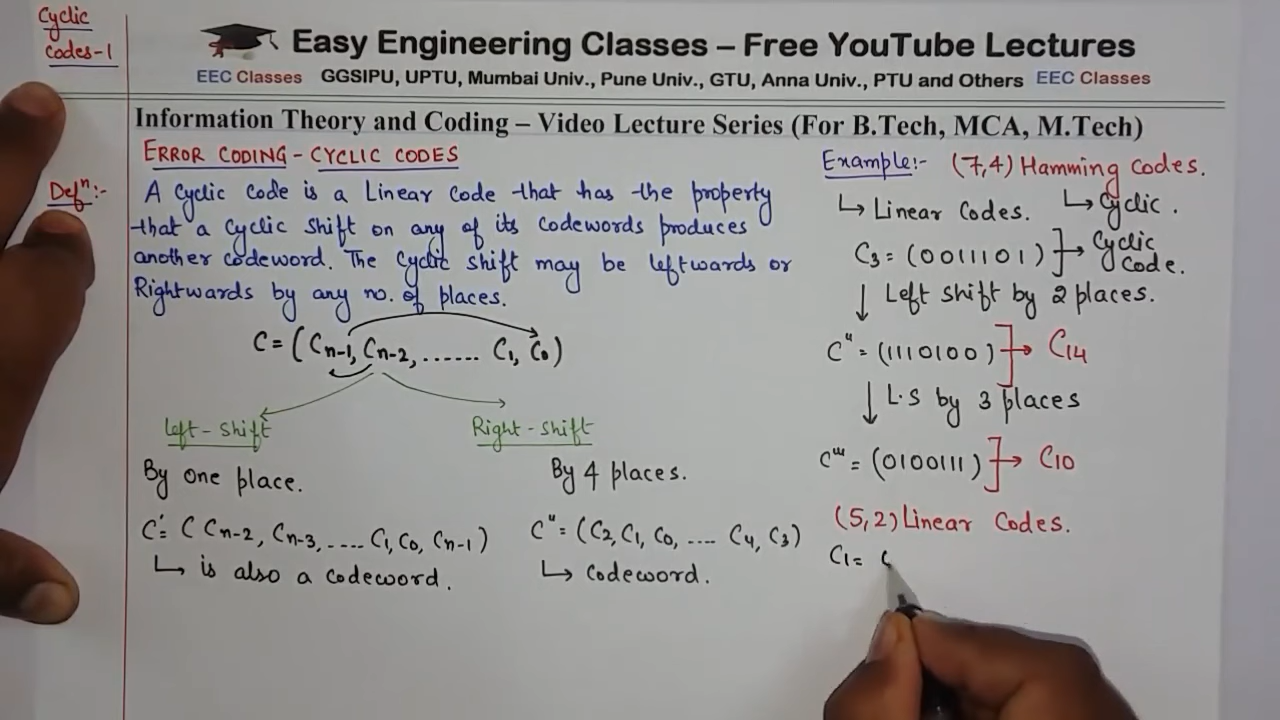 Cyclic
Codes-1
Easy Engineering Classes – Free YouTube Lectures
EEC Classes GGSIPU, UPTU, Mumbai Univ., Pune Univ., GTU, Anna Univ., PTU and Others EEC Classes
Information Theory and Coding – Video Lecture Series (For B.Tech, MCA, M.Tech)
ERROR CODING - CYCLIC CODES
Defⁿ:-
A Cyclic Code is a Linear Code that has the property
that a Cyclic Shift on any of its Codewords produces
another codeword. The Cyclic shift may be leftwards or
Rightwards by any no. of places.
C = ( Cn-1, Cn-2, ...... C1, C0)
Left-Shift Right-Shift
By one place. By 4 places.
C' = ( Cn-2, Cn-3, ..... C1, C0, Cn-1) C" = (C2, C1, C0, .... C4, C3)
↳ is also a codeword. ↳ Codeword.
Example:- (7,4) Hamming Codes.
↳ Linear Codes. ↳ Cyclic.
C3 = (0011101) ]→ Cyclic Code.
↓ Left Shift by 2 places.
C" = (1110100) ]→ C14
↓ L.S by 3 places
C''' = (0100111) ]→ C10
(5,2) Linear Codes.
C1 = (